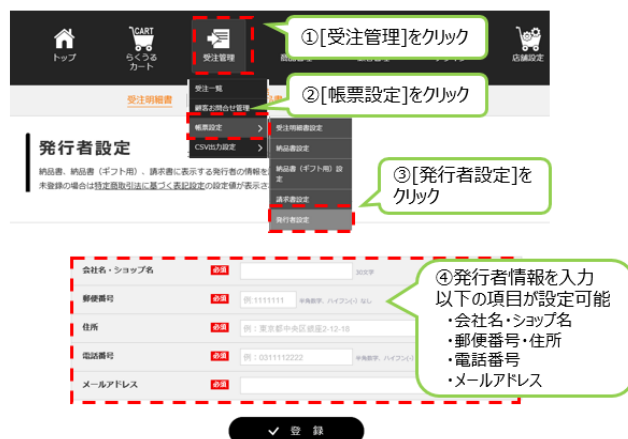 CART
トップ
らくうる
カート
受注管理
店舗設定
①[受注管理]をクリック
受注明細書
受注一覧
顧客お問合せ管理
②[帳票設定]をクリック
帳票設定 >
受注明細書設定
CSV出力設定 >
納品書設定
発行者設定
納品書、納品書（ギフト用）、請求書に表示する発行者の情報を
納品書（ギフト用）設
定
未登録の場合は特定商取引法に基づく表記設定の設定値が表示さ
請求書設定
③[発行者設定]を
クリック
発行者設定
会社名・ショップ名 必須 30文字
郵便番号 必須 例 1111111 半角数字、ハイフン(-) なし
住所 必須 例：東京都中央区銀座2-12-18
電話番号 必須 例：0311112222 半角数字、ハイフン(-)
メールアドレス 必須
④発行者情報を入力
以下の項目が設定可能
・会社名・ショップ名
・郵便番号・住所
・電話番号
・メールアドレス
✓ 登 録